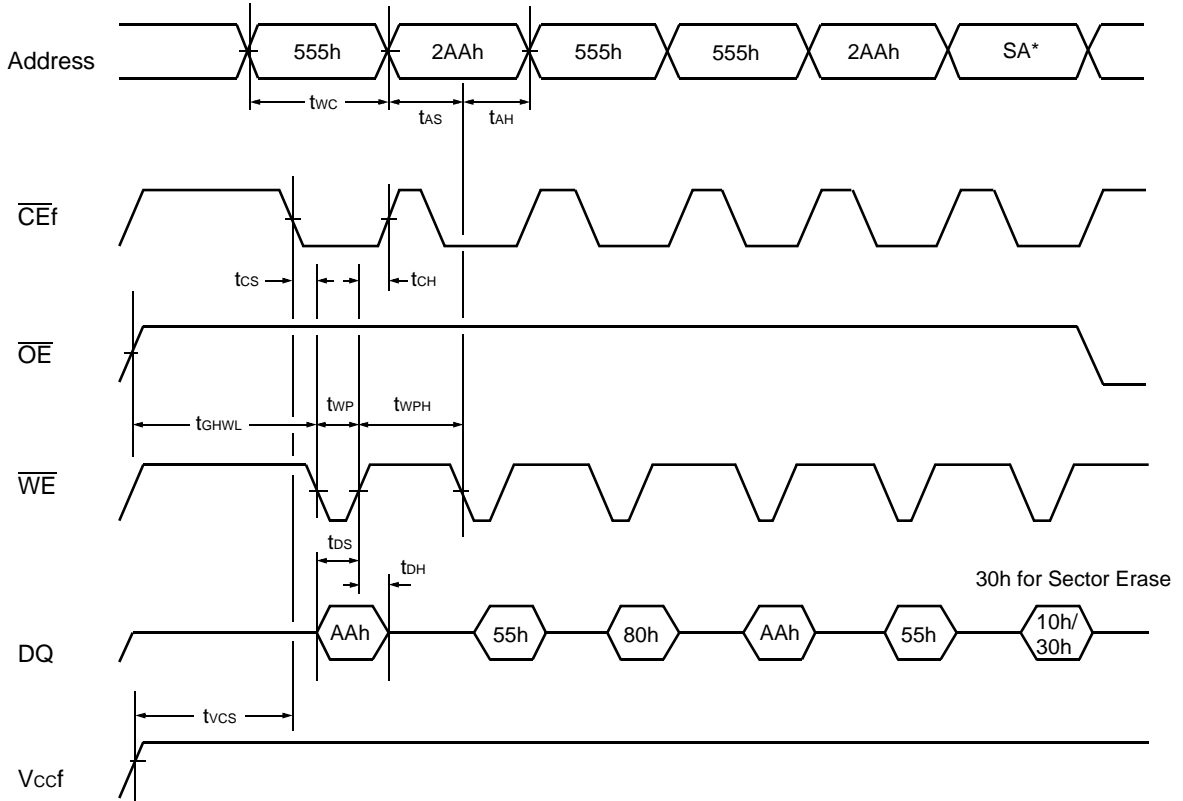 Address
555h
2AAh
555h
555h
2AAh
SA*
tWC
tAS
tAH
CEf
tCS
tCH
OE
tGHWL
tWP
tWPH
WE
tDS
tDH
30h for Sector Erase
DQ
AAh
55h
80h
AAh
55h
10h/
30h
tVCS
VCCf